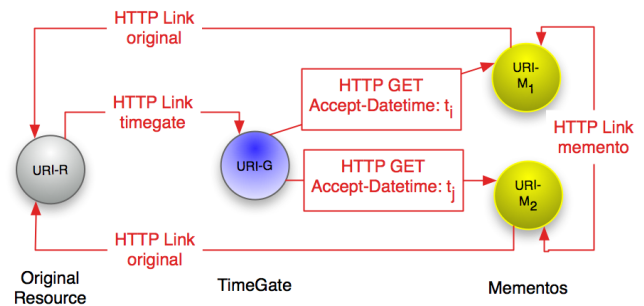 HTTP Link
original
HTTP Link
timegate
HTTP GET
Accept-Datetime: ti
URI-
M1
HTTP Link
memento
URI-R
URI-G
HTTP GET
Accept-Datetime: tj
URI-
M2
HTTP Link
original
Original
Resource
TimeGate
Mementos